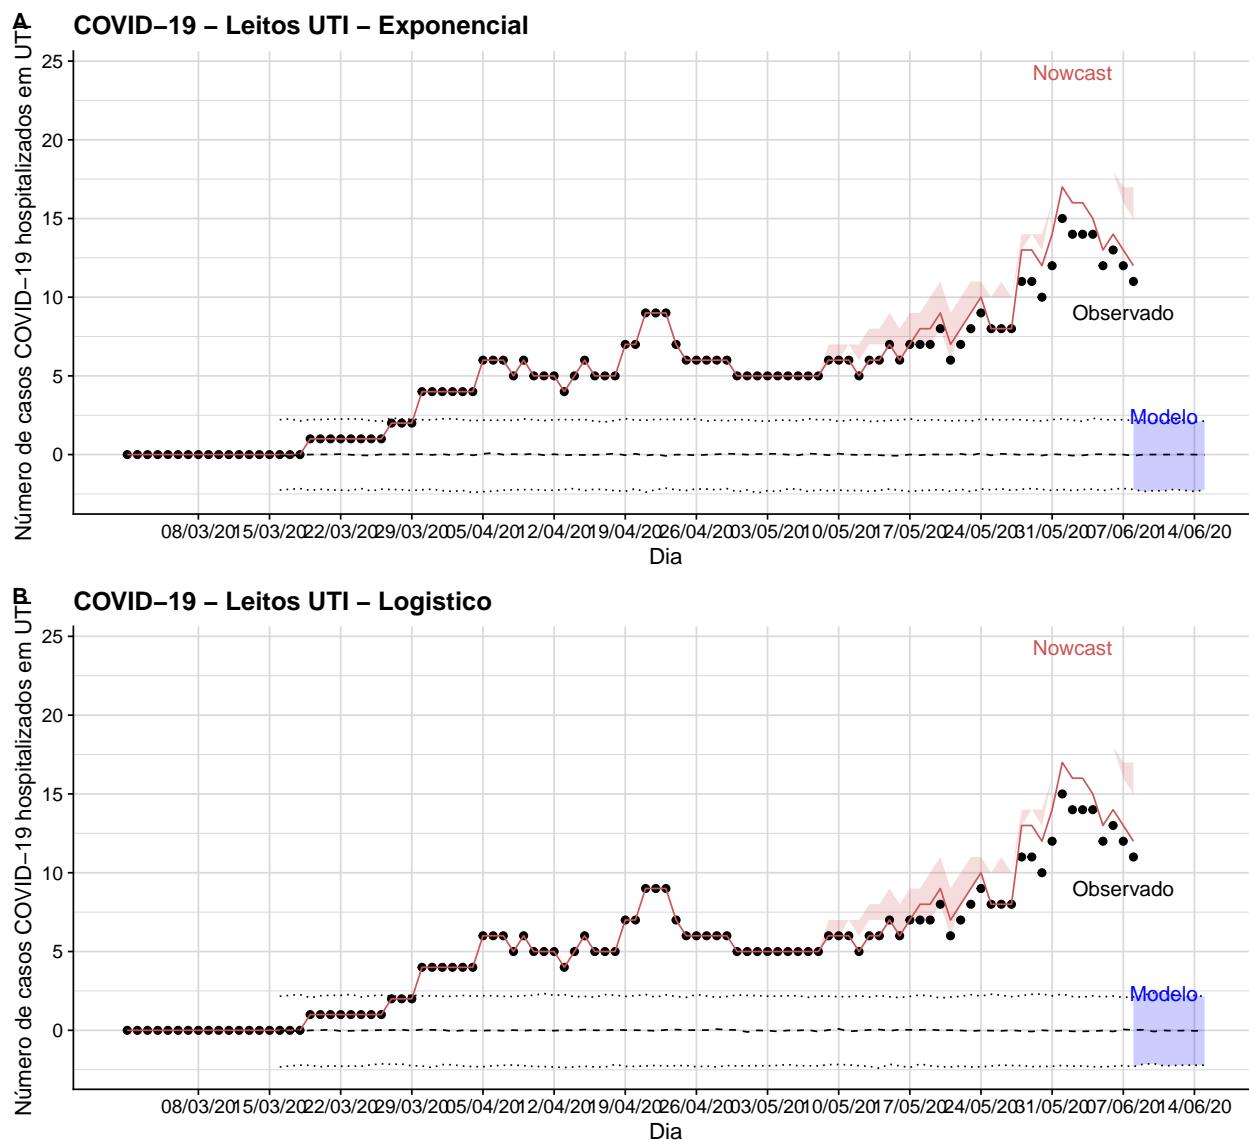 A
COVID−19 − Leitos UTI − Exponencial
Número de casos COVID−19 hospitalizados em UTI
25
20
15
10
5
0
Nowcast
Observado
Modelo
08/03/20 15/03/20 22/03/20 29/03/20 05/04/20 12/04/20 19/04/20 26/04/20 03/05/20 10/05/20 17/05/20 24/05/20 31/05/20 07/06/20 14/06/20
Dia
B
COVID−19 − Leitos UTI − Logistico
Número de casos COVID−19 hospitalizados em UTI
25
20
15
10
5
0
Nowcast
Observado
Modelo
08/03/20 15/03/20 22/03/20 29/03/20 05/04/20 12/04/20 19/04/20 26/04/20 03/05/20 10/05/20 17/05/20 24/05/20 31/05/20 07/06/20 14/06/20
Dia